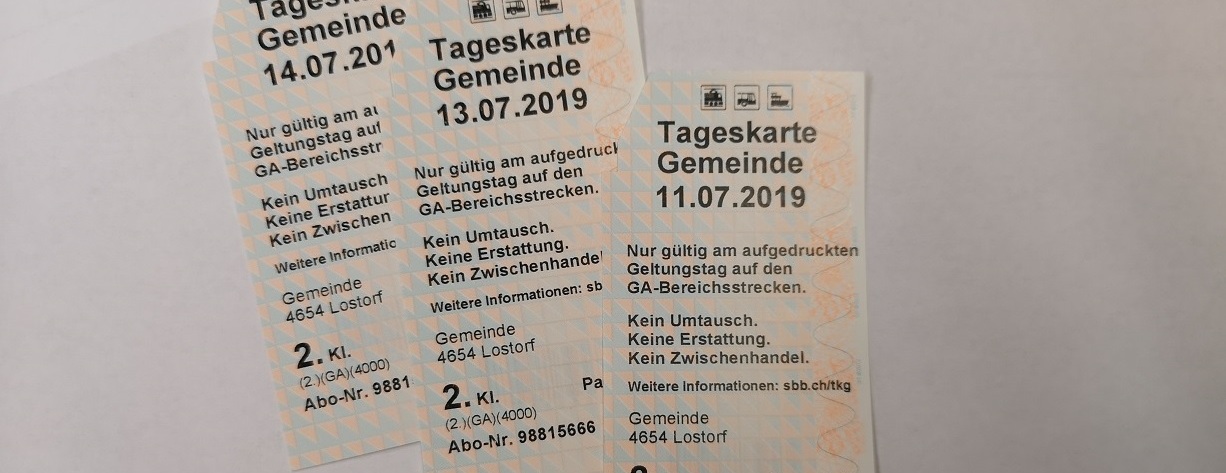 Gemeinde
14.07.201
Nur gültig am
Geltungstag auf
GA-Bereichsstr
Kein Umtausch
Keine Erstattur
Kein Zwischen
Weitere Informatic
Gemeinde
4654 Lostorf
2. Kl.
(2.)(GA)(4000)
Abo-Nr. 9881
Tageskarte
Gemeinde
13.07.2019
Nur gültig am aufgedruck
Geltungstag auf den
GA-Bereichsstrecken.
Kein Umtausch.
Keine Erstattung.
Kein Zwischenhandel
Weitere Informationen: sb
Gemeinde
4654 Lostorf
2. Kl.
Pa
(2.)(GA)(4000)
Abo-Nr. 98815666
Tageskarte
Gemeinde
11.07.2019
Nur gültig am aufgedruckten
Geltungstag auf den
GA-Bereichsstrecken.
Kein Umtausch.
Keine Erstattung.
Kein Zwischenhandel.
Weitere Informationen: sbb.ch/tkg
Gemeinde
4654 Lostorf